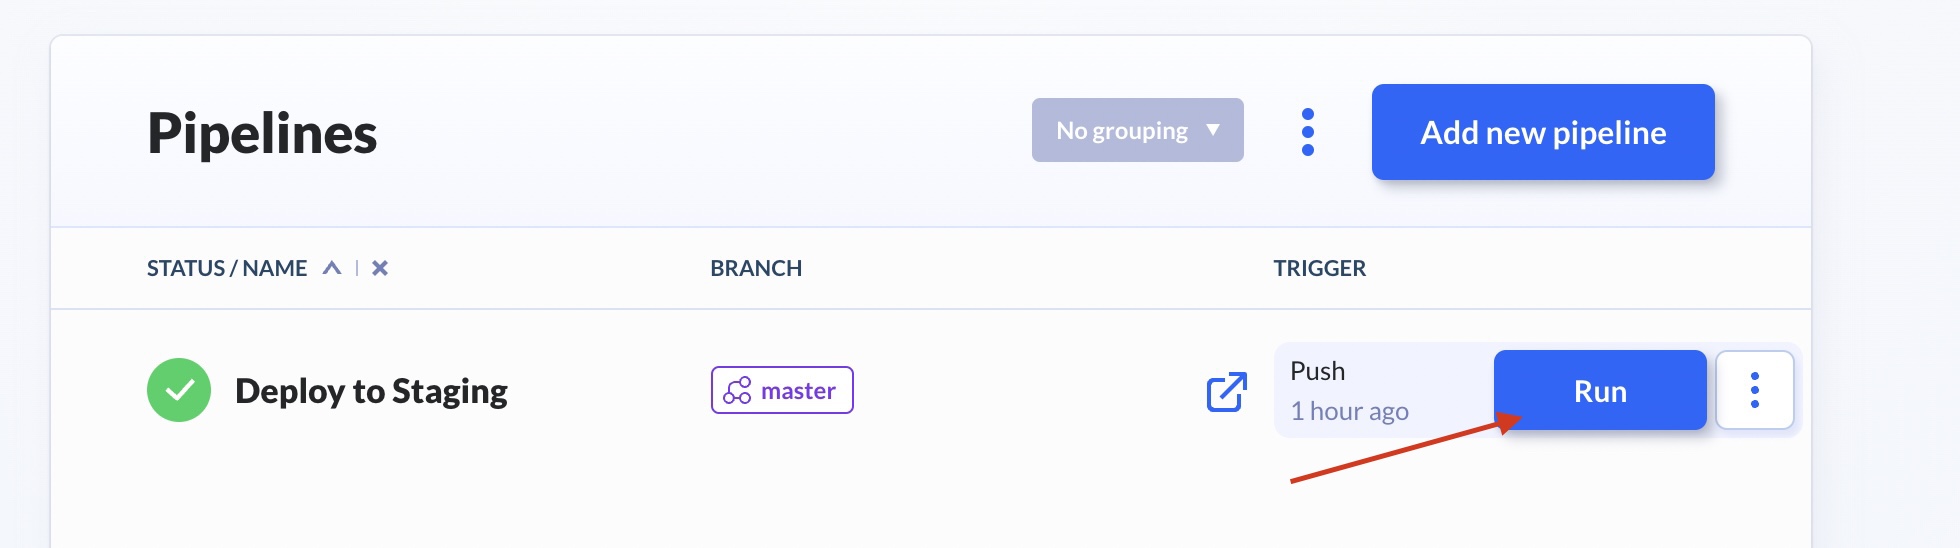 Pipelines
No grouping
Add new pipeline
STATUS / NAME
BRANCH
TRIGGER
Deploy to Staging
master
Push
1 hour ago
Run